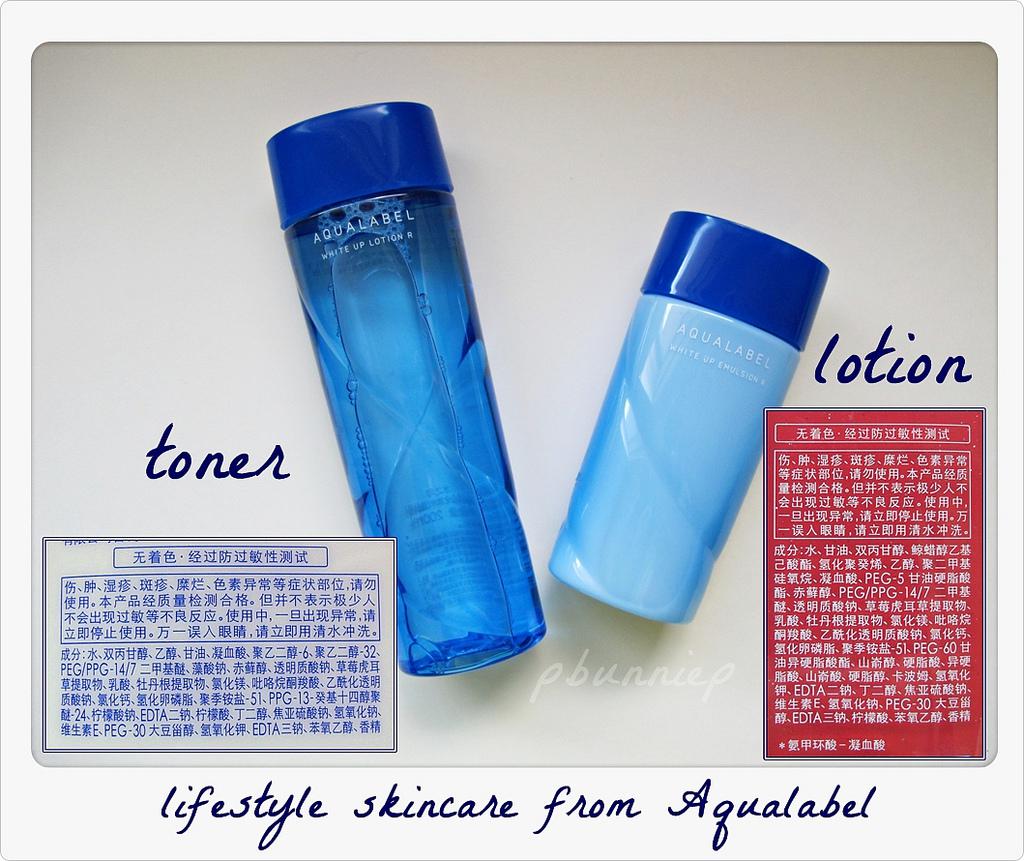 AQUALABEL
WHITE UP LOTION R
AQUALABEL
WHITE UP EMULSION R
lotion
toner
无着色·经过防过敏性测试
伤、肿、湿疹、斑疹、糜烂、色素异常
等症状部位,请勿使用。本产品经质
量检测合格。但并不表示极少人不
会出现过敏等不良反应。使用中,
一旦出现异常,请立即停止使用。万
一误入眼睛,请立即用清水冲洗。
成分:水、甘油、双丙甘醇、鲸蜡醇乙基
己酸酯、氢化聚癸烯、乙醇、聚二甲基
硅氧烷、凝血酸、PEG-5 甘油硬脂酸
酯、赤藓醇、PEG/PPG-14/7 二甲基
醚、透明质酸钠、草莓虎耳草提取物、
乳酸、牡丹根提取物、氯化镁、吡咯烷
酮羧酸、乙酰化透明质酸钠、氯化钙、
氢化卵磷脂、聚季铵盐-51、PEG-60 甘
油异硬脂酸酯、山嵛醇、硬脂酸、异硬
脂酸、山嵛酸、硬脂醇、卡波姆、氢氧化
钾、EDTA二钠、丁二醇、焦亚硫酸钠、
维生素E、氢氧化钠、PEG-30 大豆甾
醇、EDTA三钠、柠檬酸、苯氧乙醇、香精
*氨甲环酸-凝血酸
无着色·经过防过敏性测试
伤、肿、湿疹、斑疹、糜烂、色素异常等症状部位,请勿
使用。本产品经质量检测合格。但并不表示极少人
不会出现过敏等不良反应。使用中,一旦出现异常,请
立即停止使用。万一误入眼睛,请立即用清水冲洗。
成分:水、双丙甘醇、乙醇、甘油、凝血酸、聚乙二醇-6、聚乙二醇-32、
PEG/PPG-14/7 二甲基醚、藻酸钠、赤藓醇、透明质酸钠、草莓虎耳
草提取物、乳酸、牡丹根提取物、氯化镁、吡咯烷酮羧酸、乙酰化透明
质酸钠、氯化钙、氢化卵磷脂、聚季铵盐-51、PPG-13-癸基十四醇聚
醚-24、柠檬酸钠、EDTA二钠、柠檬酸、丁二醇、焦亚硫酸钠、氢氧化钠、
维生素E、PEG-30 大豆甾醇、氢氧化钾、EDTA三钠、苯氧乙醇、香精
pbunniep
lifestyle skincare from Aqualabel